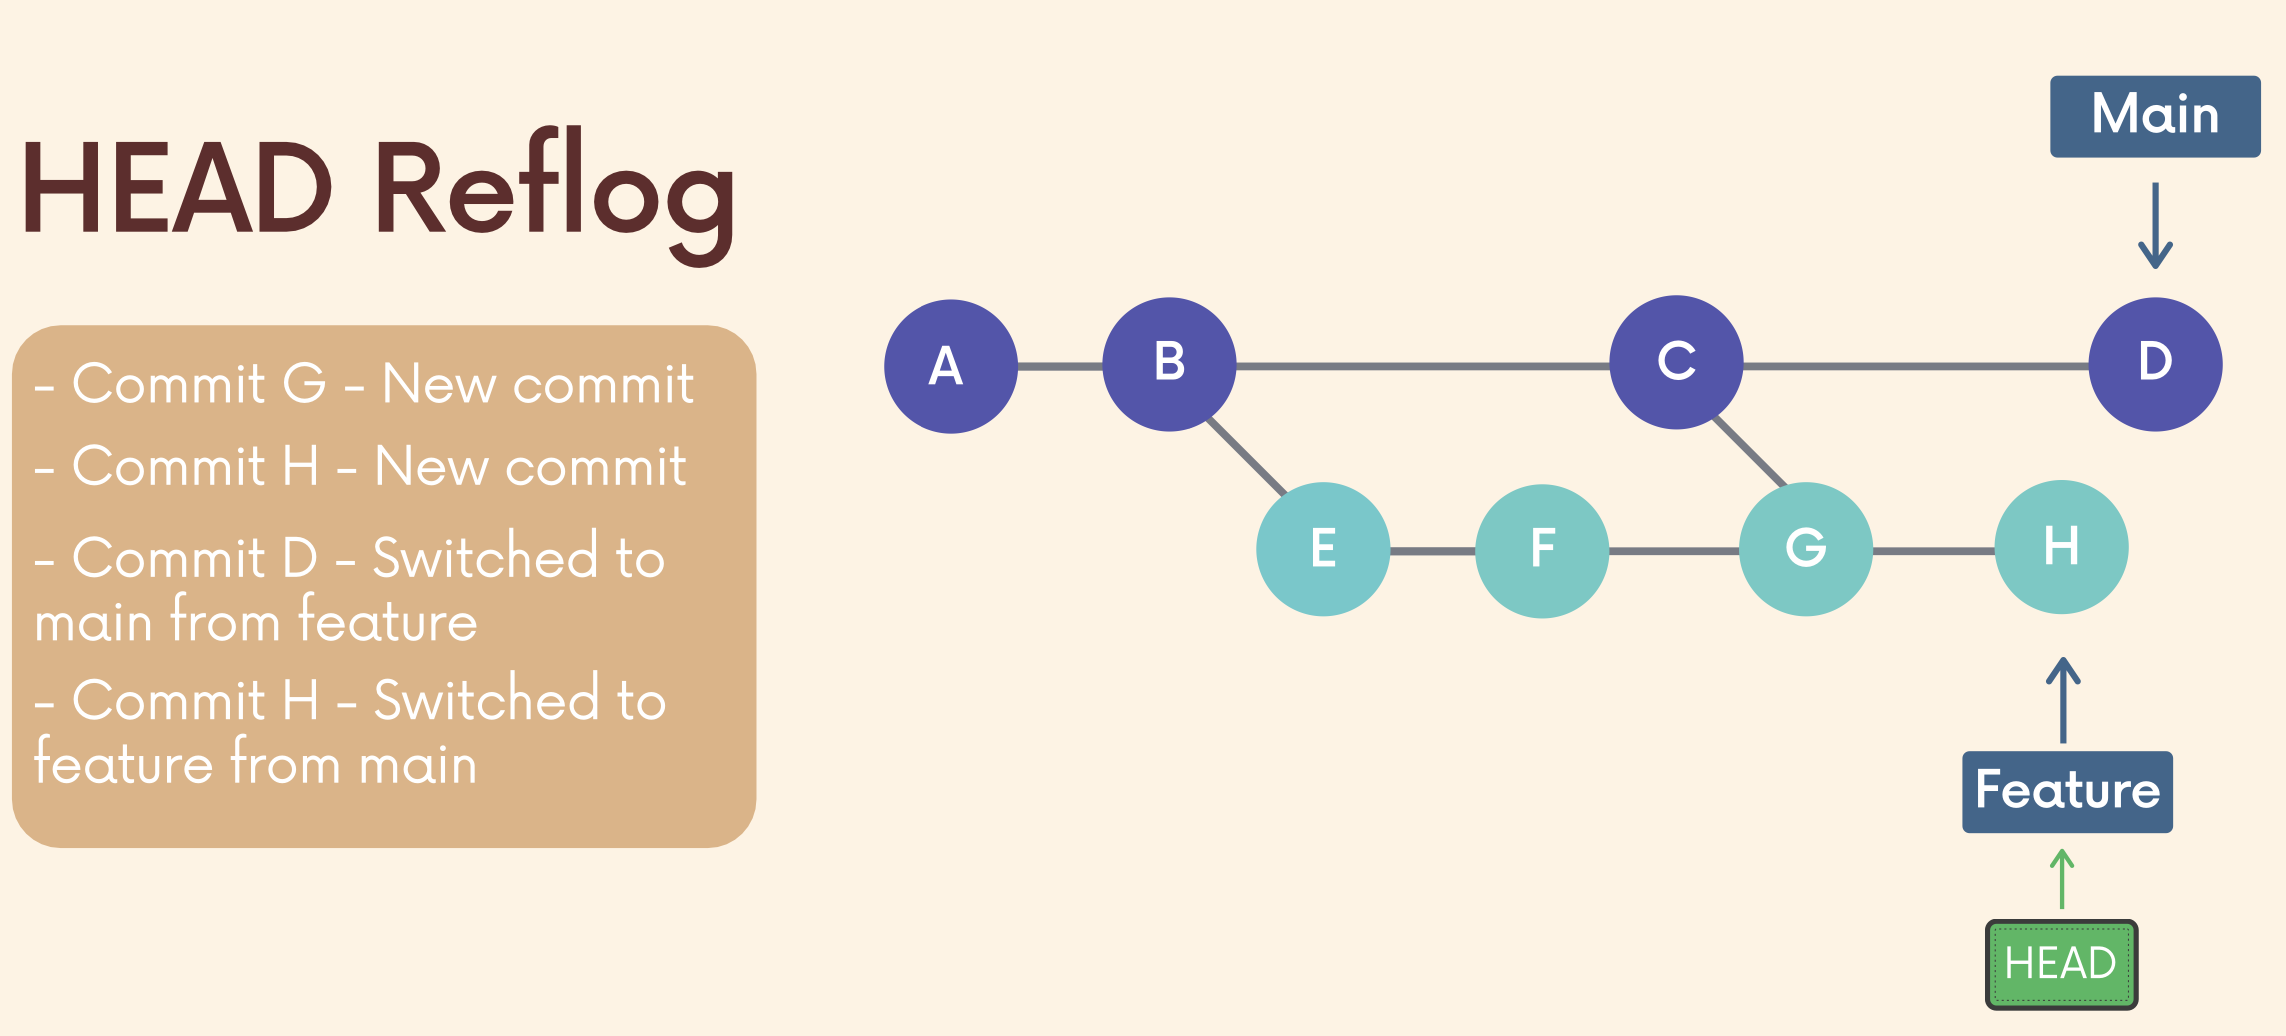 HEAD Reflog
- Commit G - New commit
- Commit H - New commit
- Commit D - Switched to
main from feature
- Commit H - Switched to
feature from main
Main
A
B
C
D
E
F
G
H
Feature
HEAD